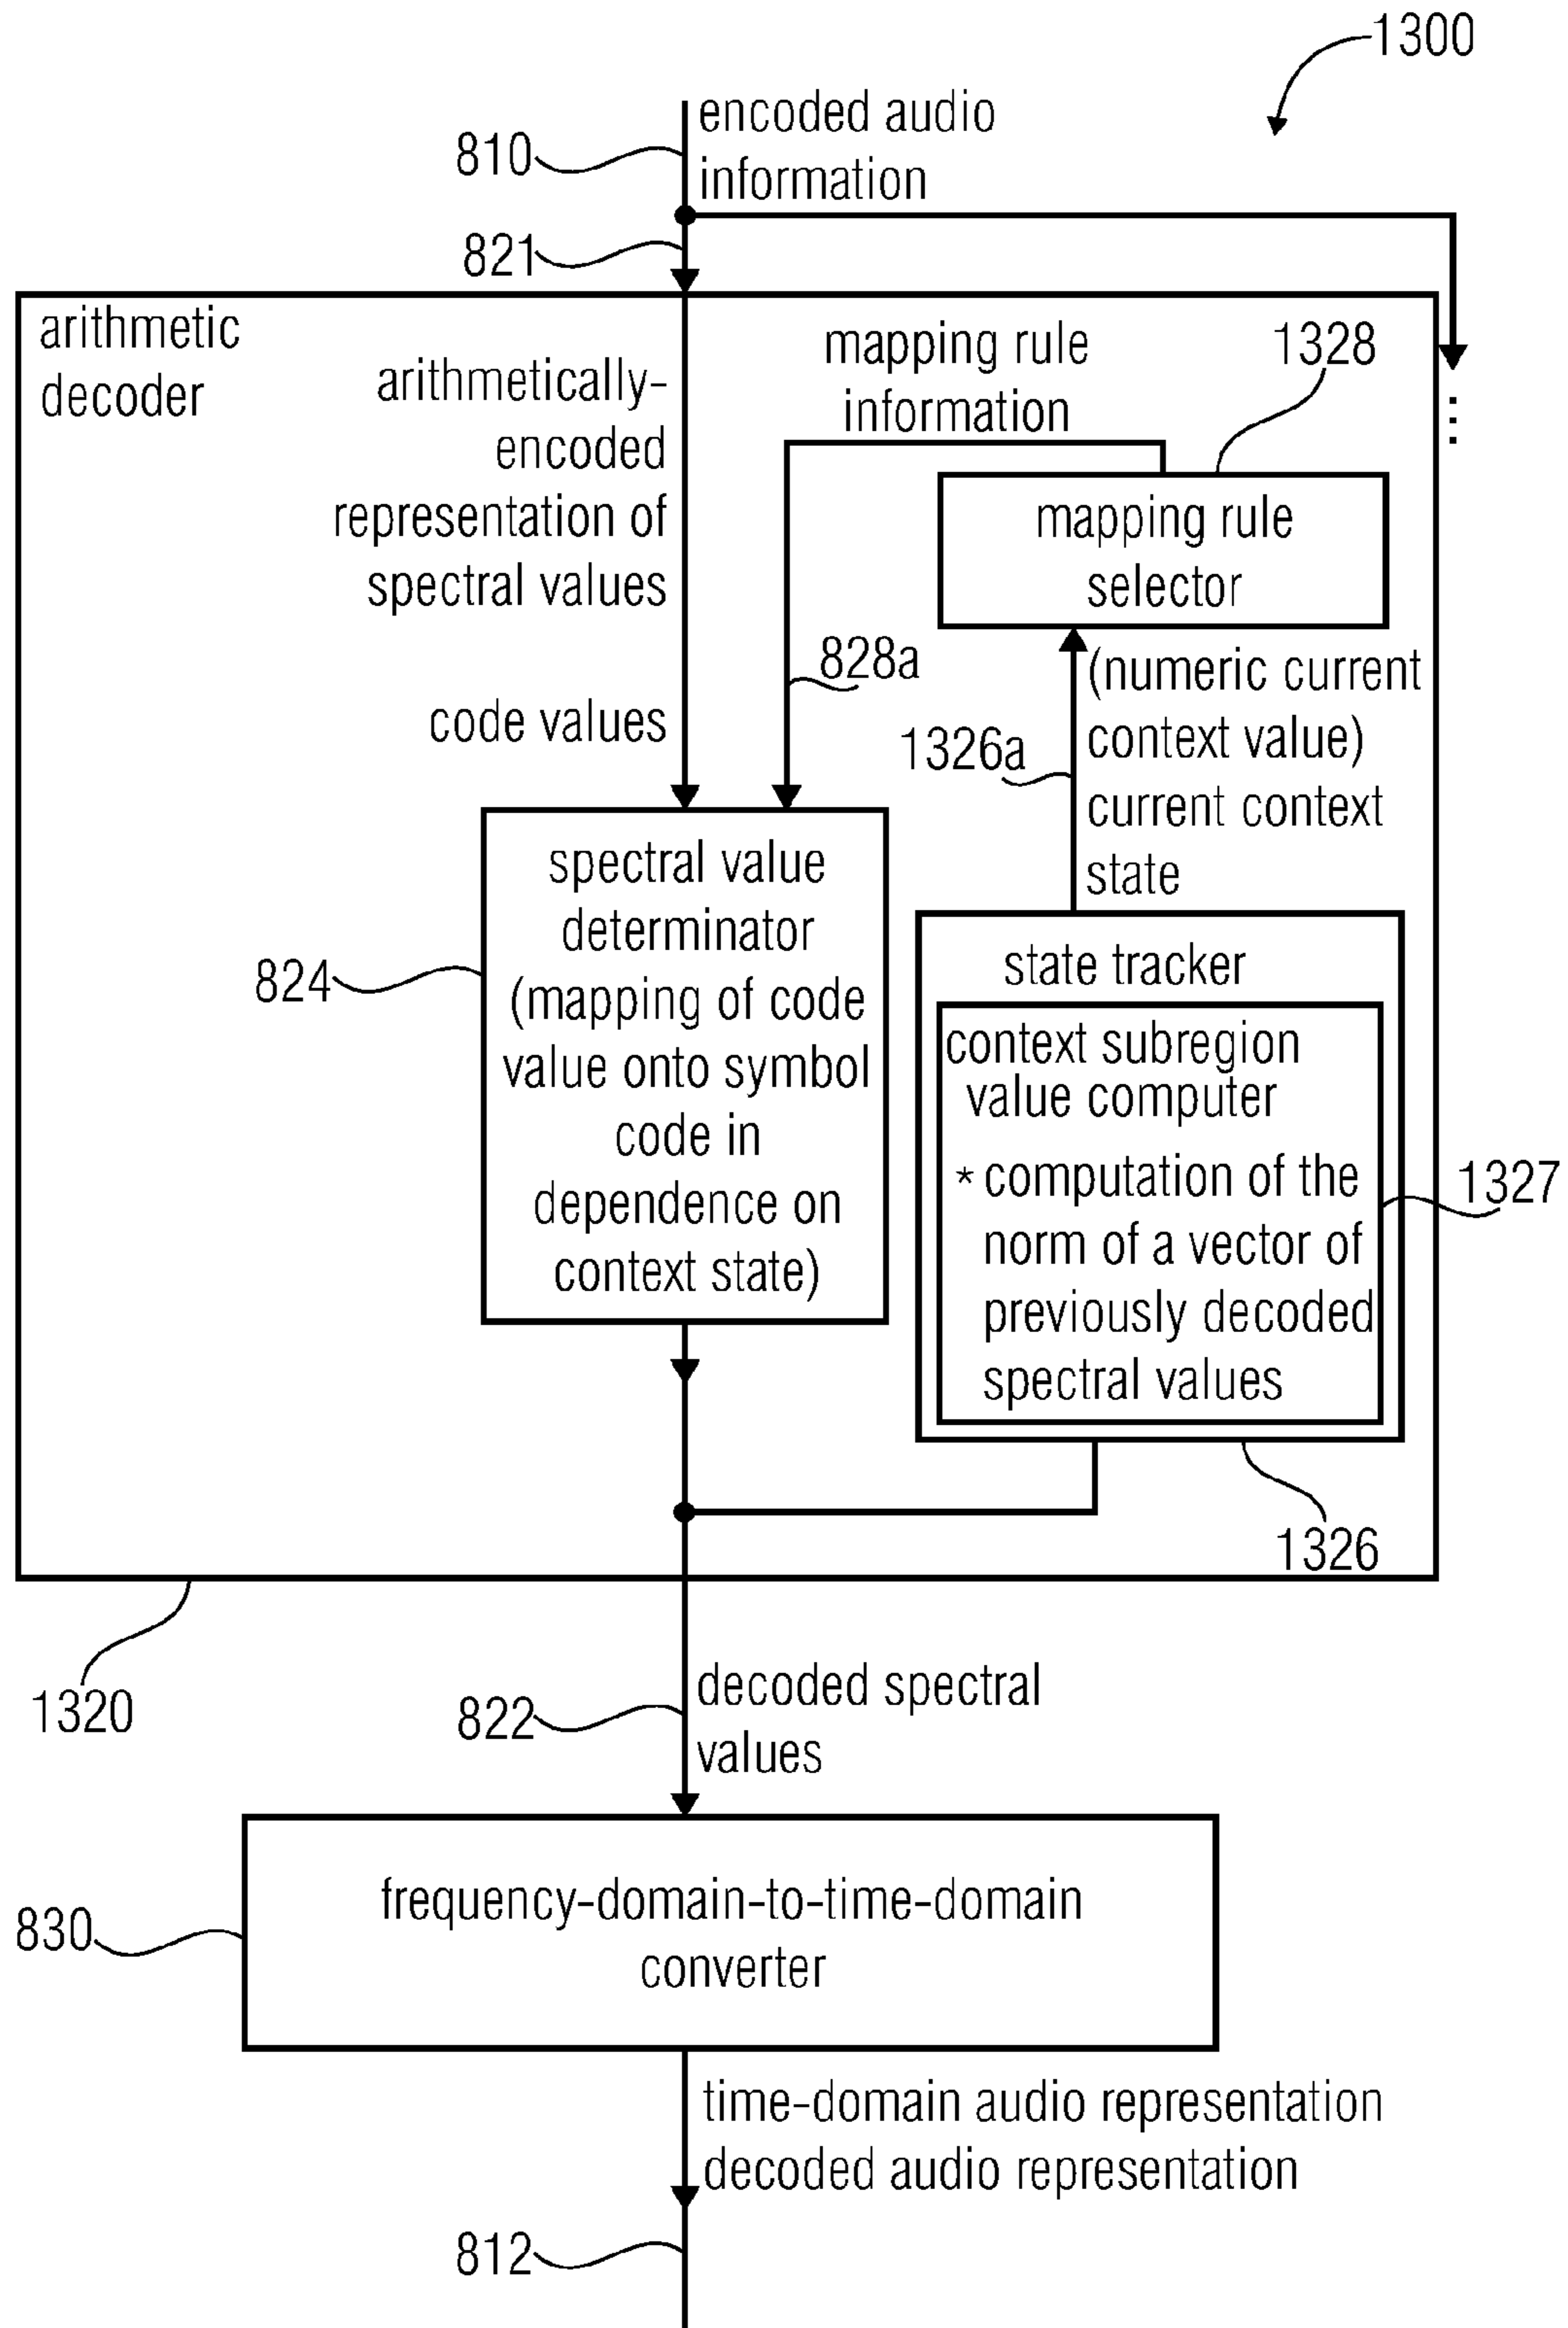 1300
encoded audio
information
810
821
arithmetic
decoder
arithmetically-
encoded
representation of
spectral values
code values
mapping rule
information
1328
mapping rule
selector
828a
(numeric current
context value)
current context
state
1326a
spectral value
determinator
(mapping of code
value onto symbol
code in
dependence on
context state)
824
state tracker
context subregion
value computer
* computation of the
norm of a vector of
previously decoded
spectral values
1327
1326
1320
822
decoded spectral
values
frequency-domain-to-time-domain
converter
830
time-domain audio representation
decoded audio representation
812